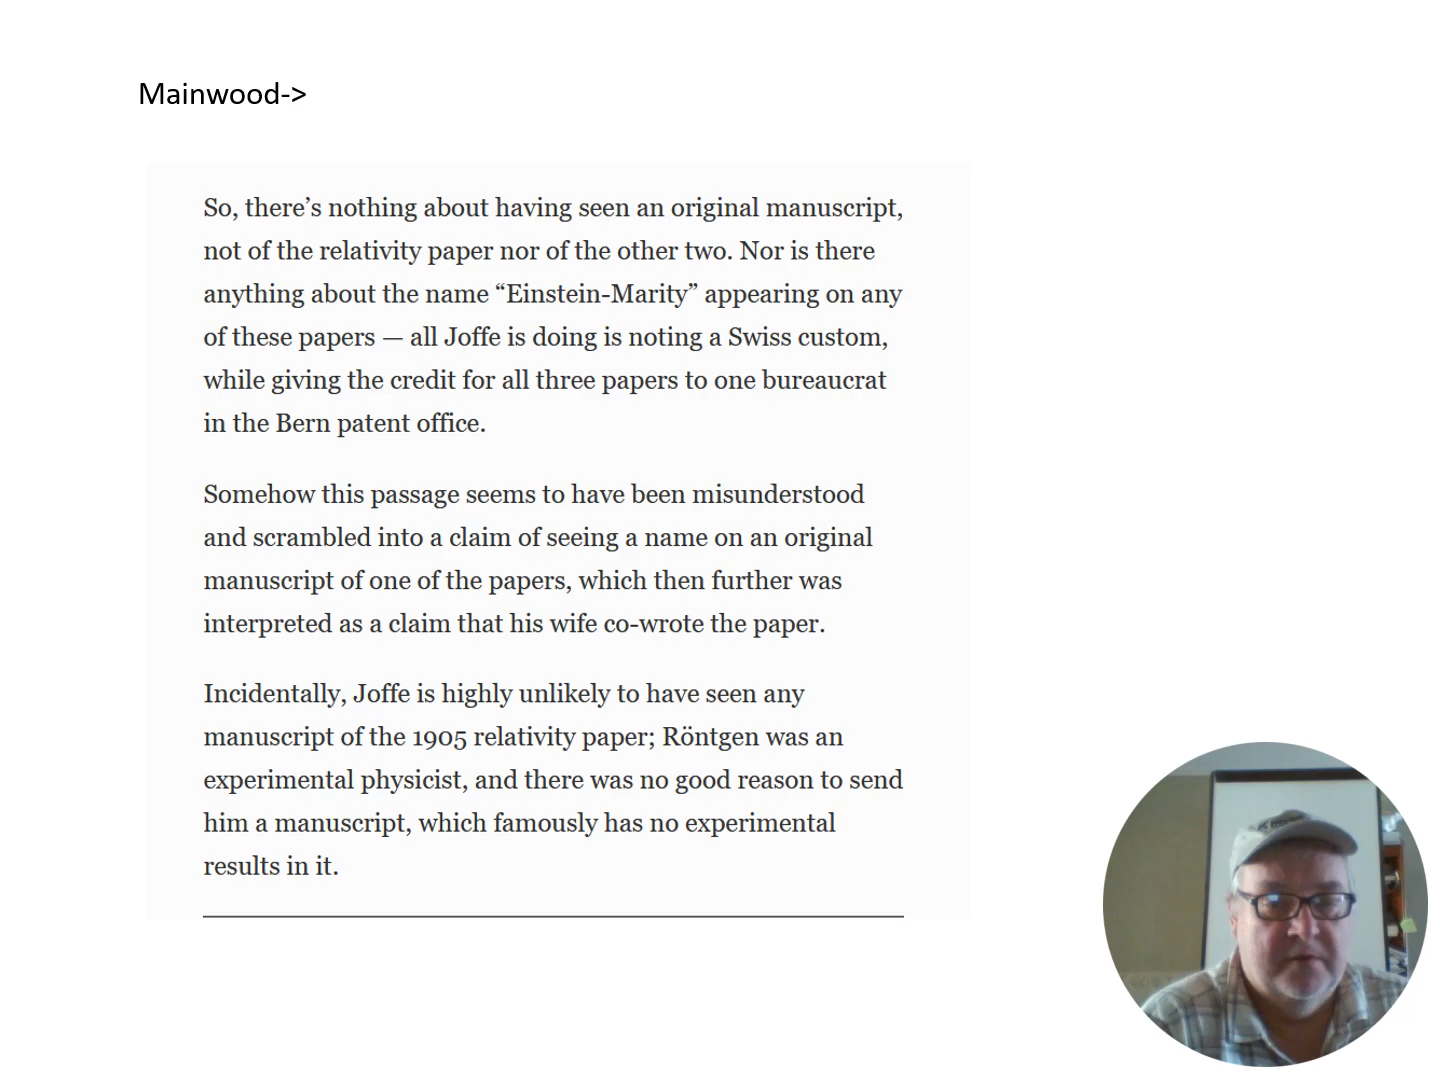 Mainwood->
So, there’s nothing about having seen an original manuscript,
not of the relativity paper nor of the other two. Nor is there
anything about the name “Einstein-Marity” appearing on any
of these papers — all Joffe is doing is noting a Swiss custom,
while giving the credit for all three papers to one bureaucrat
in the Bern patent office.
Somehow this passage seems to have been misunderstood
and scrambled into a claim of seeing a name on an original
manuscript of one of the papers, which then further was
interpreted as a claim that his wife co-wrote the paper.
Incidentally, Joffe is highly unlikely to have seen any
manuscript of the 1905 relativity paper; Röntgen was an
experimental physicist, and there was no good reason to send
him a manuscript, which famously has no experimental
results in it.